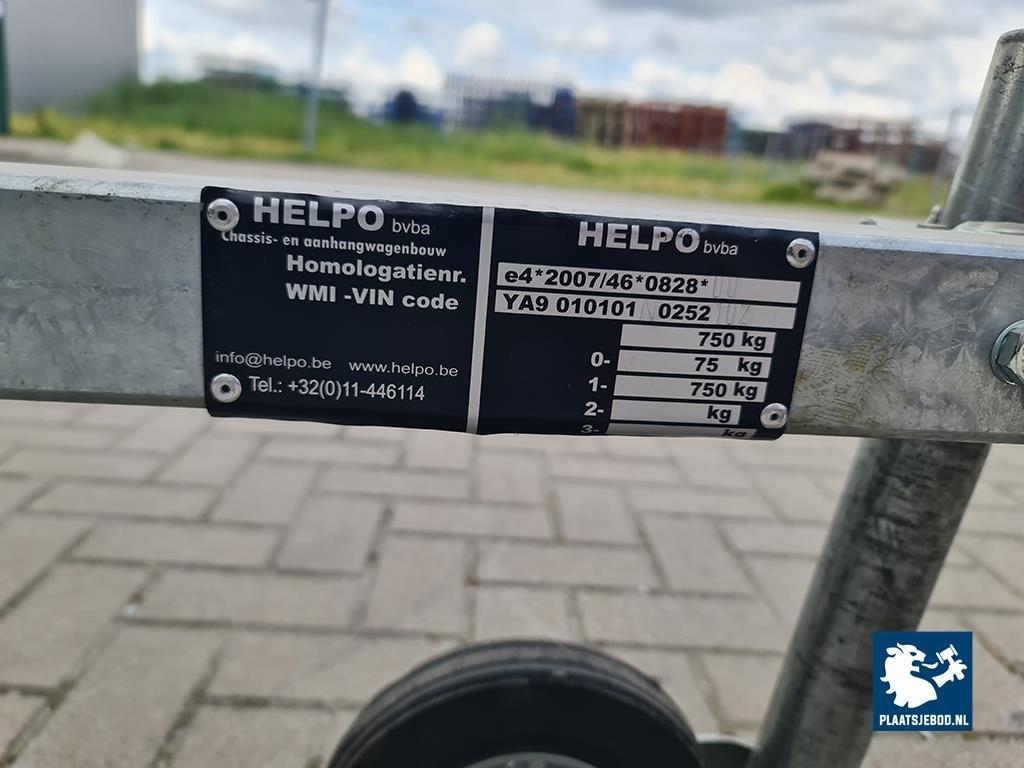 HELPO bvba
Chassis- en aanhangwagenbouw
Homologatienr.
WMI -VIN code
info@helpo.be www.helpo.be
Tel.: +32(0)11-446114
HELPO bvba
e4*2007/46*0828*
YA9 010101 0252
750 kg
0- 75 kg
1- 750 kg
2- kg
3- kg
PLAATSJEBOD.NL